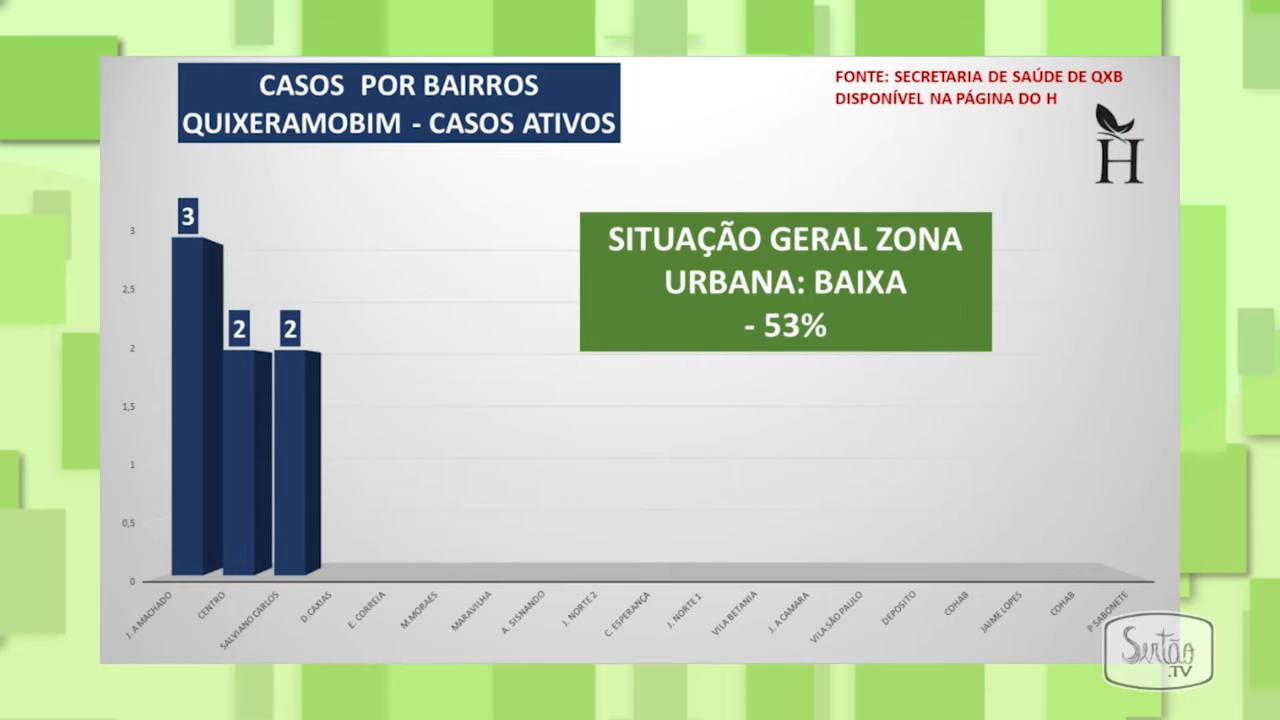 CASOS POR BAIRROS
QUIXERAMOBIM - CASOS ATIVOS
FONTE: SECRETARIA DE SAÚDE DE QXB
DISPONÍVEL NA PÁGINA DO H
H
SITUAÇÃO GERAL ZONA
URBANA: BAIXA
- 53%
3
2
2
3
2,5
2
1,5
1
0,5
0
J. A MACHADO
CENTRO
SALVIANO CARLOS
D. CAXIAS
E. CORREIA
M.MORAES
MARAVILHA
A. SISNANDO
J. NORTE 2
C. ESPERANÇA
J. NORTE 1
VILA BETANIA
J. A CAMARA
VILA SÃO PAULO
DEPOSITO
COHAB
JAIME LOPES
COHAB
P SABONETE
Sertão
.TV